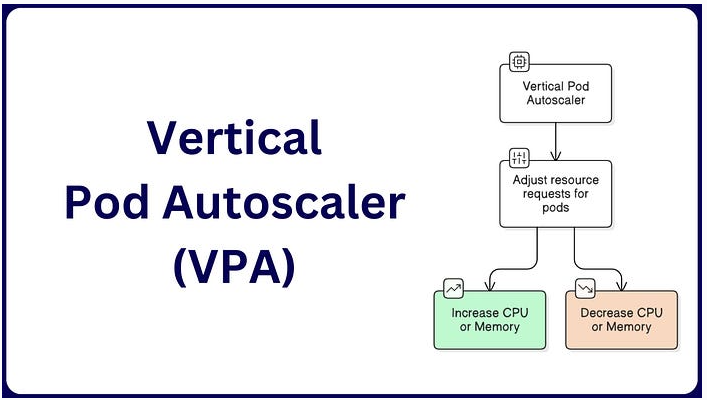 Vertical
Pod Autoscaler
(VPA)
Vertical Pod
Autoscaler
Adjust resource
requests for
pods
Increase CPU
or Memory
Decrease CPU
or Memory